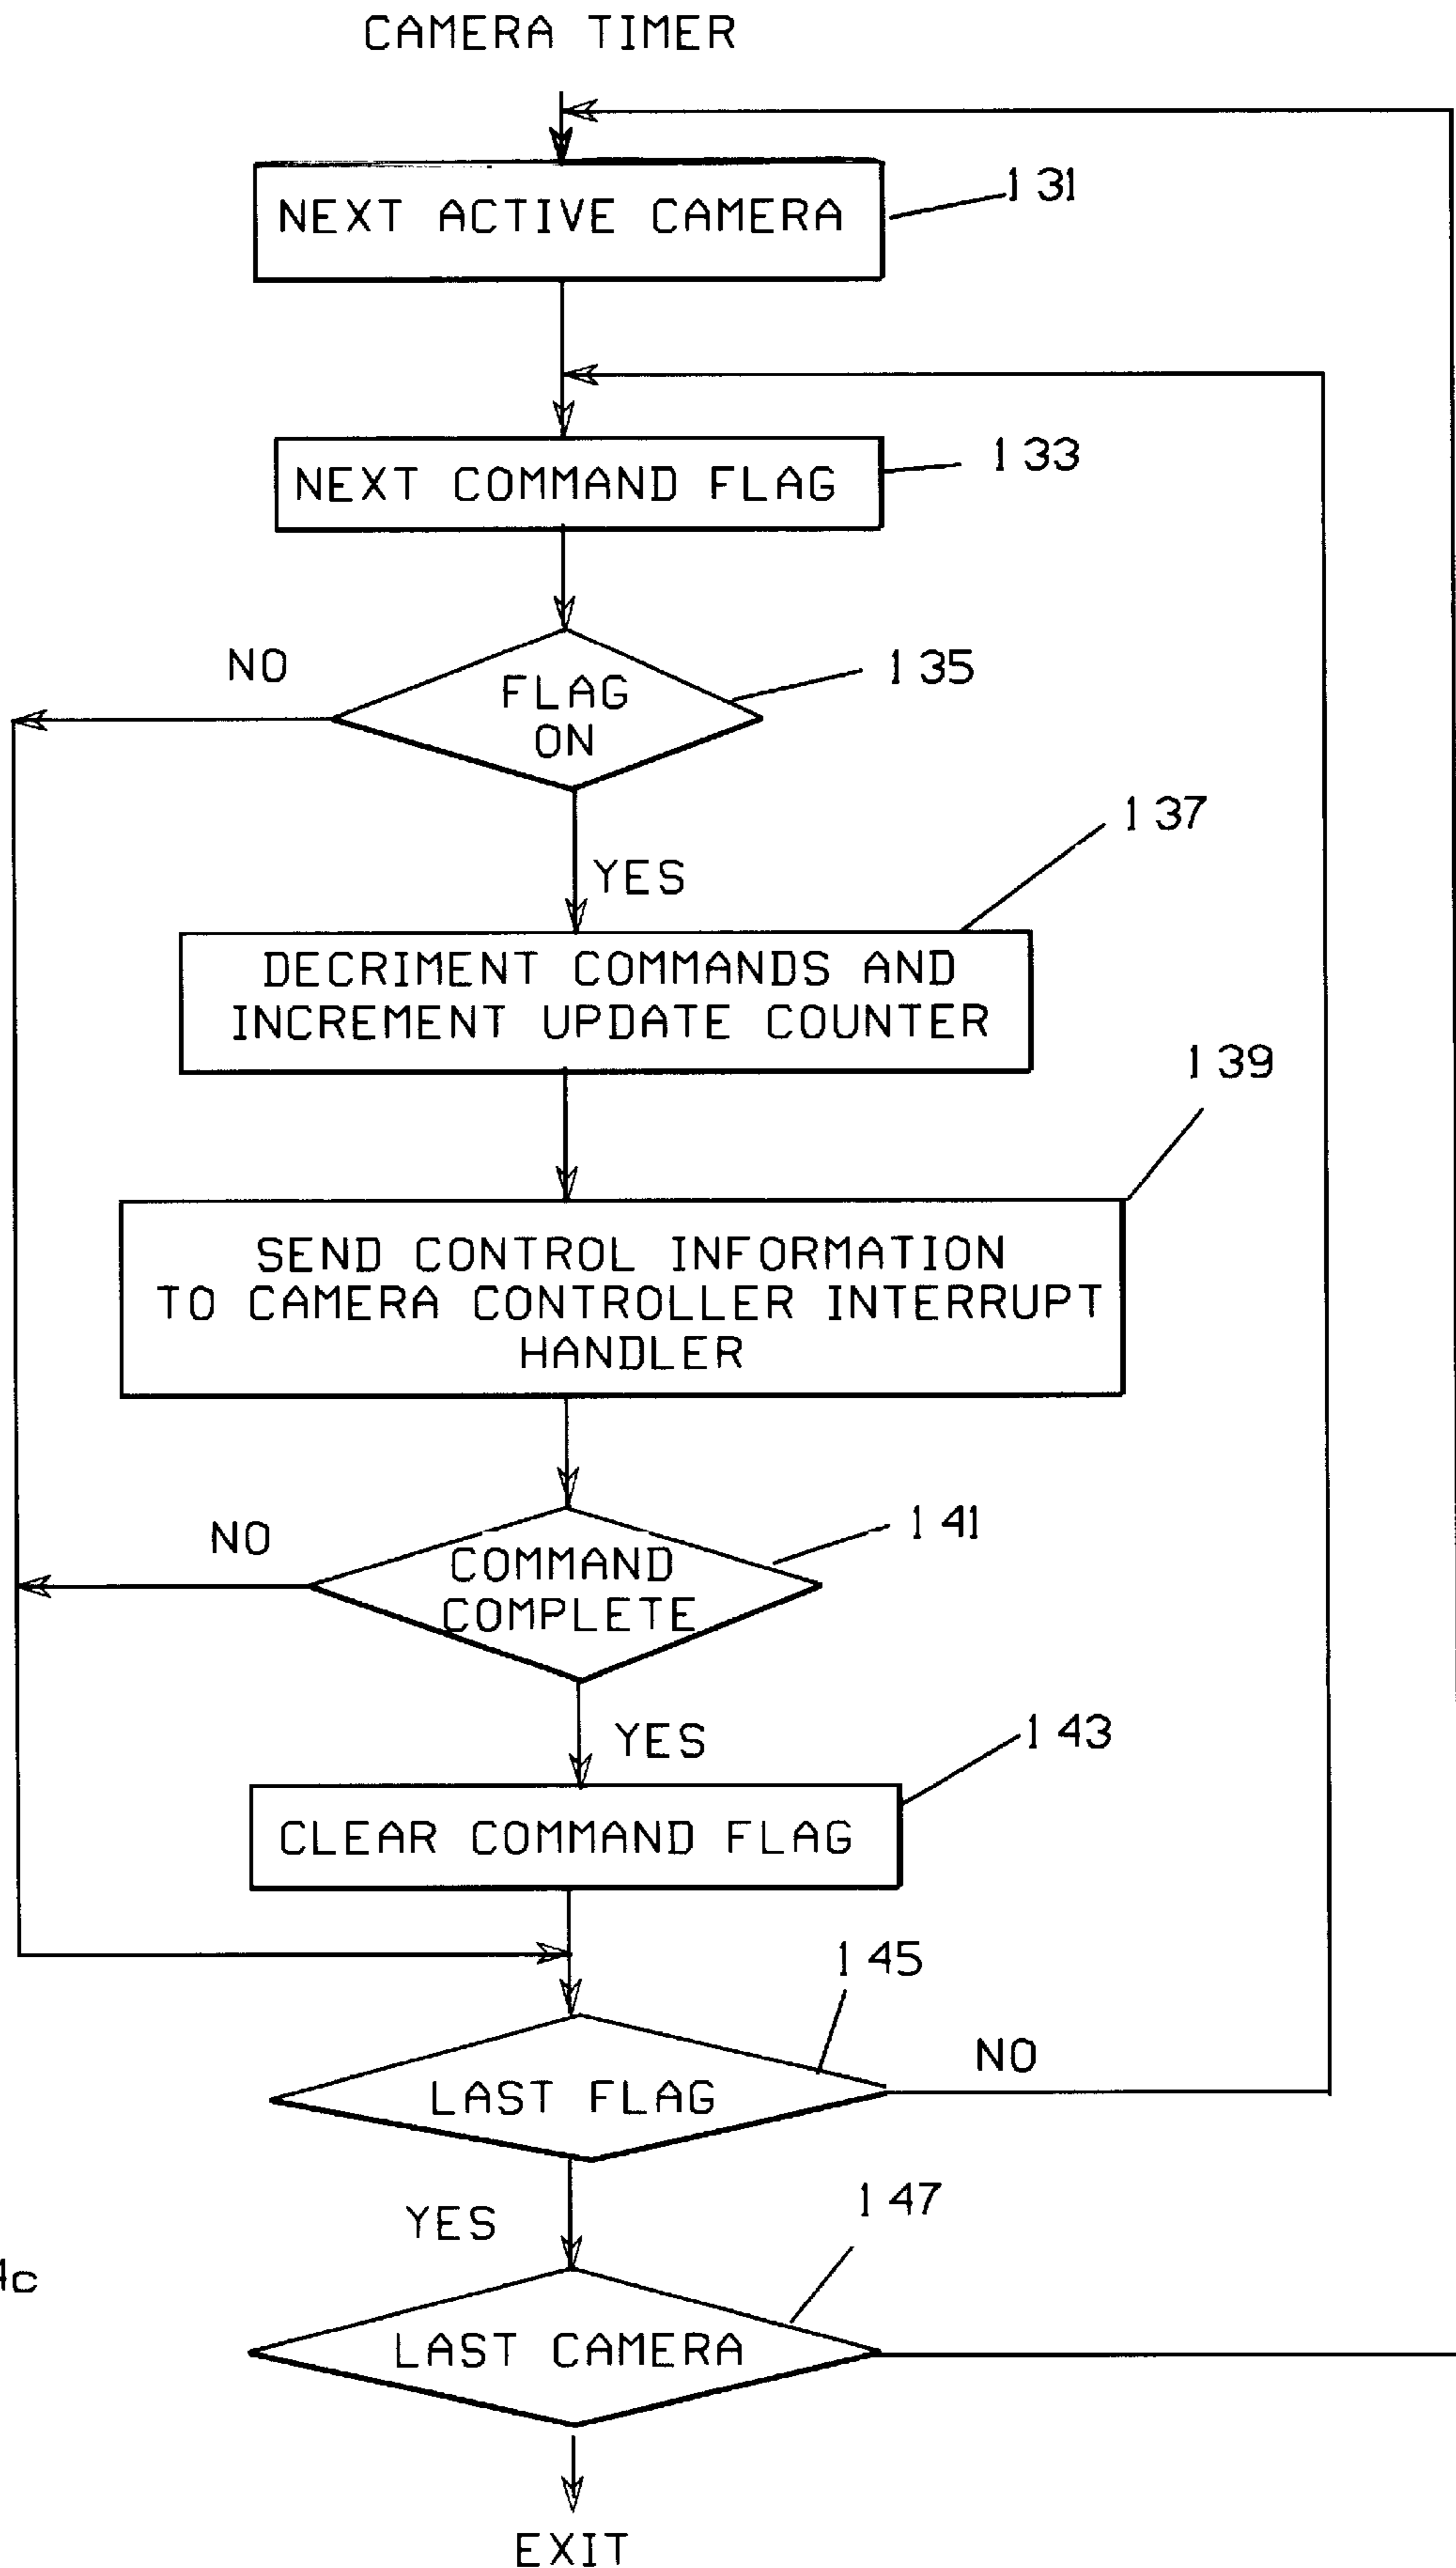 CAMERA TIMER
NEXT ACTIVE CAMERA
131
NEXT COMMAND FLAG
133
NO
FLAG
ON
135
YES
137
DECRIMENT COMMANDS AND
INCREMENT UPDATE COUNTER
139
SEND CONTROL INFORMATION
TO CAMERA CONTROLLER INTERRUPT
HANDLER
NO
COMMAND
COMPLETE
141
YES
143
CLEAR COMMAND FLAG
145
LAST FLAG
NO
YES
147
4c
LAST CAMERA
EXIT